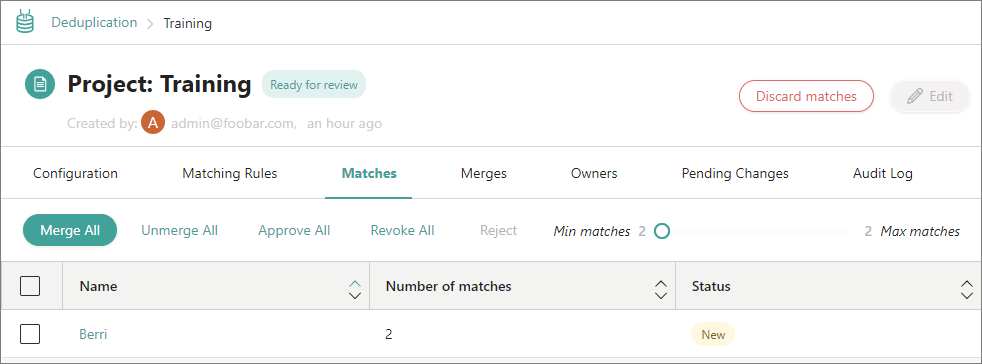 Deduplication > Training
Project: Training Ready for review
Discard matches Edit
Created by: A admin@foobar.com, an hour ago
Configuration Matching Rules Matches Merges Owners Pending Changes Audit Log
Merge All Unmerge All Approve All Revoke All Reject Min matches 2 2 Max matches
Name Number of matches Status
Berri 2 New